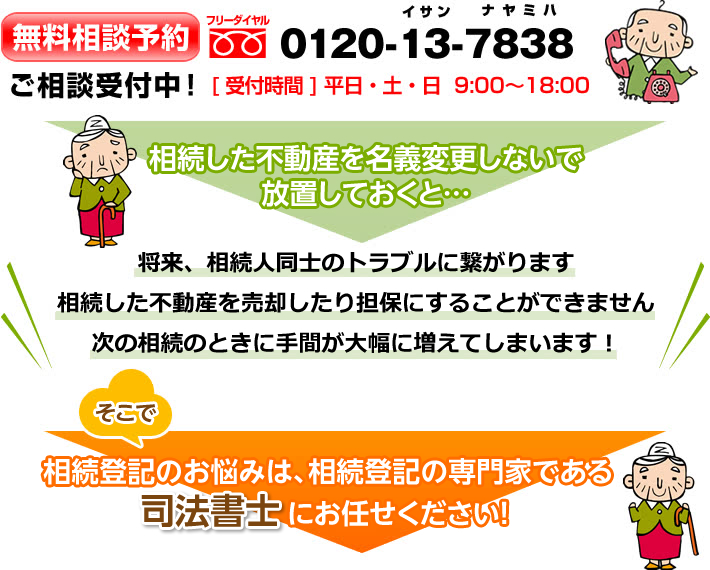 イサン ナヤミハ
無料相談予約 フリーダイヤル 0120-13-7838
ご相談受付中！ [ 受付時間 ] 平日・土・日 9:00～18:00
相続した不動産を名義変更しないで
放置しておくと…
将来、相続人同士のトラブルに繋がります
相続した不動産を売却したり担保にすることができません
次の相続のときに手間が大幅に増えてしまいます！
そこで
相続登記のお悩みは、相続登記の専門家である
司法書士にお任せください!